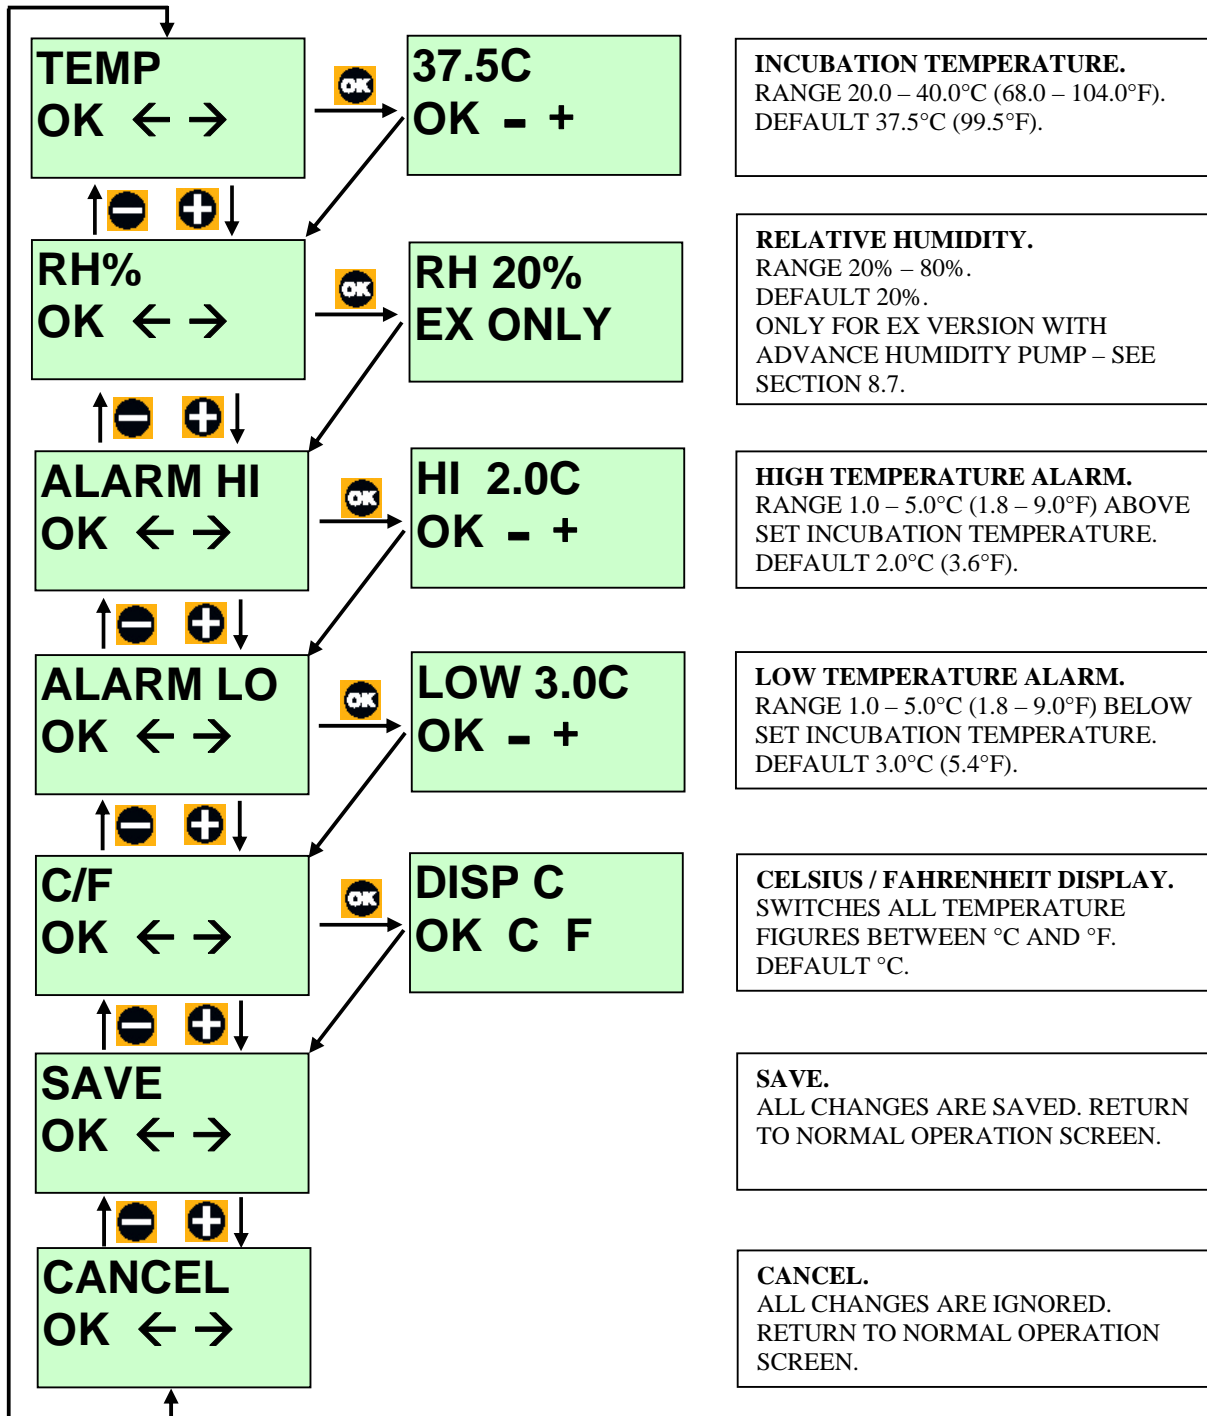 TEMP
OK ← →
OK
37.5C
OK - +
INCUBATION TEMPERATURE.
RANGE 20.0 – 40.0°C (68.0 – 104.0°F).
DEFAULT 37.5°C (99.5°F).
RH%
OK ← →
OK
RH 20%
EX ONLY
RELATIVE HUMIDITY.
RANGE 20% – 80%.
DEFAULT 20%.
ONLY FOR EX VERSION WITH
ADVANCE HUMIDITY PUMP – SEE
SECTION 8.7.
ALARM HI
OK ← →
OK
HI 2.0C
OK - +
HIGH TEMPERATURE ALARM.
RANGE 1.0 – 5.0°C (1.8 – 9.0°F) ABOVE
SET INCUBATION TEMPERATURE.
DEFAULT 2.0°C (3.6°F).
ALARM LO
OK ← →
OK
LOW 3.0C
OK - +
LOW TEMPERATURE ALARM.
RANGE 1.0 – 5.0°C (1.8 – 9.0°F) BELOW
SET INCUBATION TEMPERATURE.
DEFAULT 3.0°C (5.4°F).
C/F
OK ← →
OK
DISP C
OK C F
CELSIUS / FAHRENHEIT DISPLAY.
SWITCHES ALL TEMPERATURE
FIGURES BETWEEN °C AND °F.
DEFAULT °C.
SAVE
OK ← →
SAVE.
ALL CHANGES ARE SAVED. RETURN
TO NORMAL OPERATION SCREEN.
CANCEL
OK ← →
CANCEL.
ALL CHANGES ARE IGNORED.
RETURN TO NORMAL OPERATION
SCREEN.